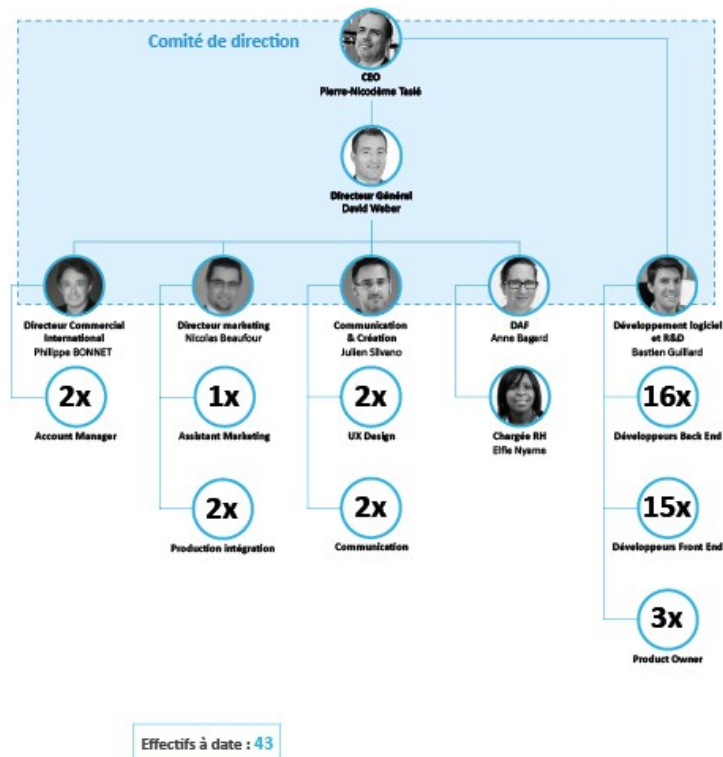 Comité de direction
CEO
Pierre-Nicodème Taslé
Directeur Général
David Weber
Directeur Commercial
International
Philippe BONNET
Directeur marketing
Nicolas Beaufour
Communication
& Création
Julien Silvano
DAF
Anne Bagard
Développement logiciel
et R&D
Bastien Guillard
2x
Account Manager
1x
Assistant Marketing
2x
UX Design
Chargée RH
Elfie Nyame
16x
Développeurs Back End
2x
Production intégration
2x
Communication
15x
Développeurs Front End
3x
Product Owner
Effectifs à date : 43